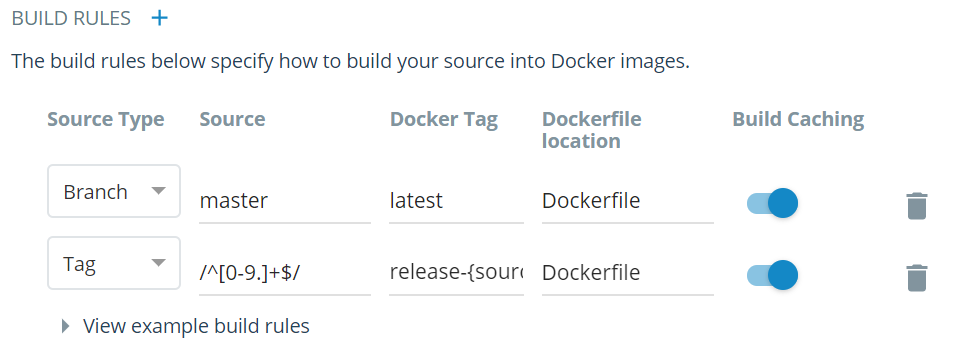 BUILD RULES +
The build rules below specify how to build your source into Docker images.
Source Type Source Docker Tag Dockerfile location Build Caching
Branch master latest Dockerfile
Tag /^[0-9.]+$/ release-{sourc Dockerfile
View example build rules